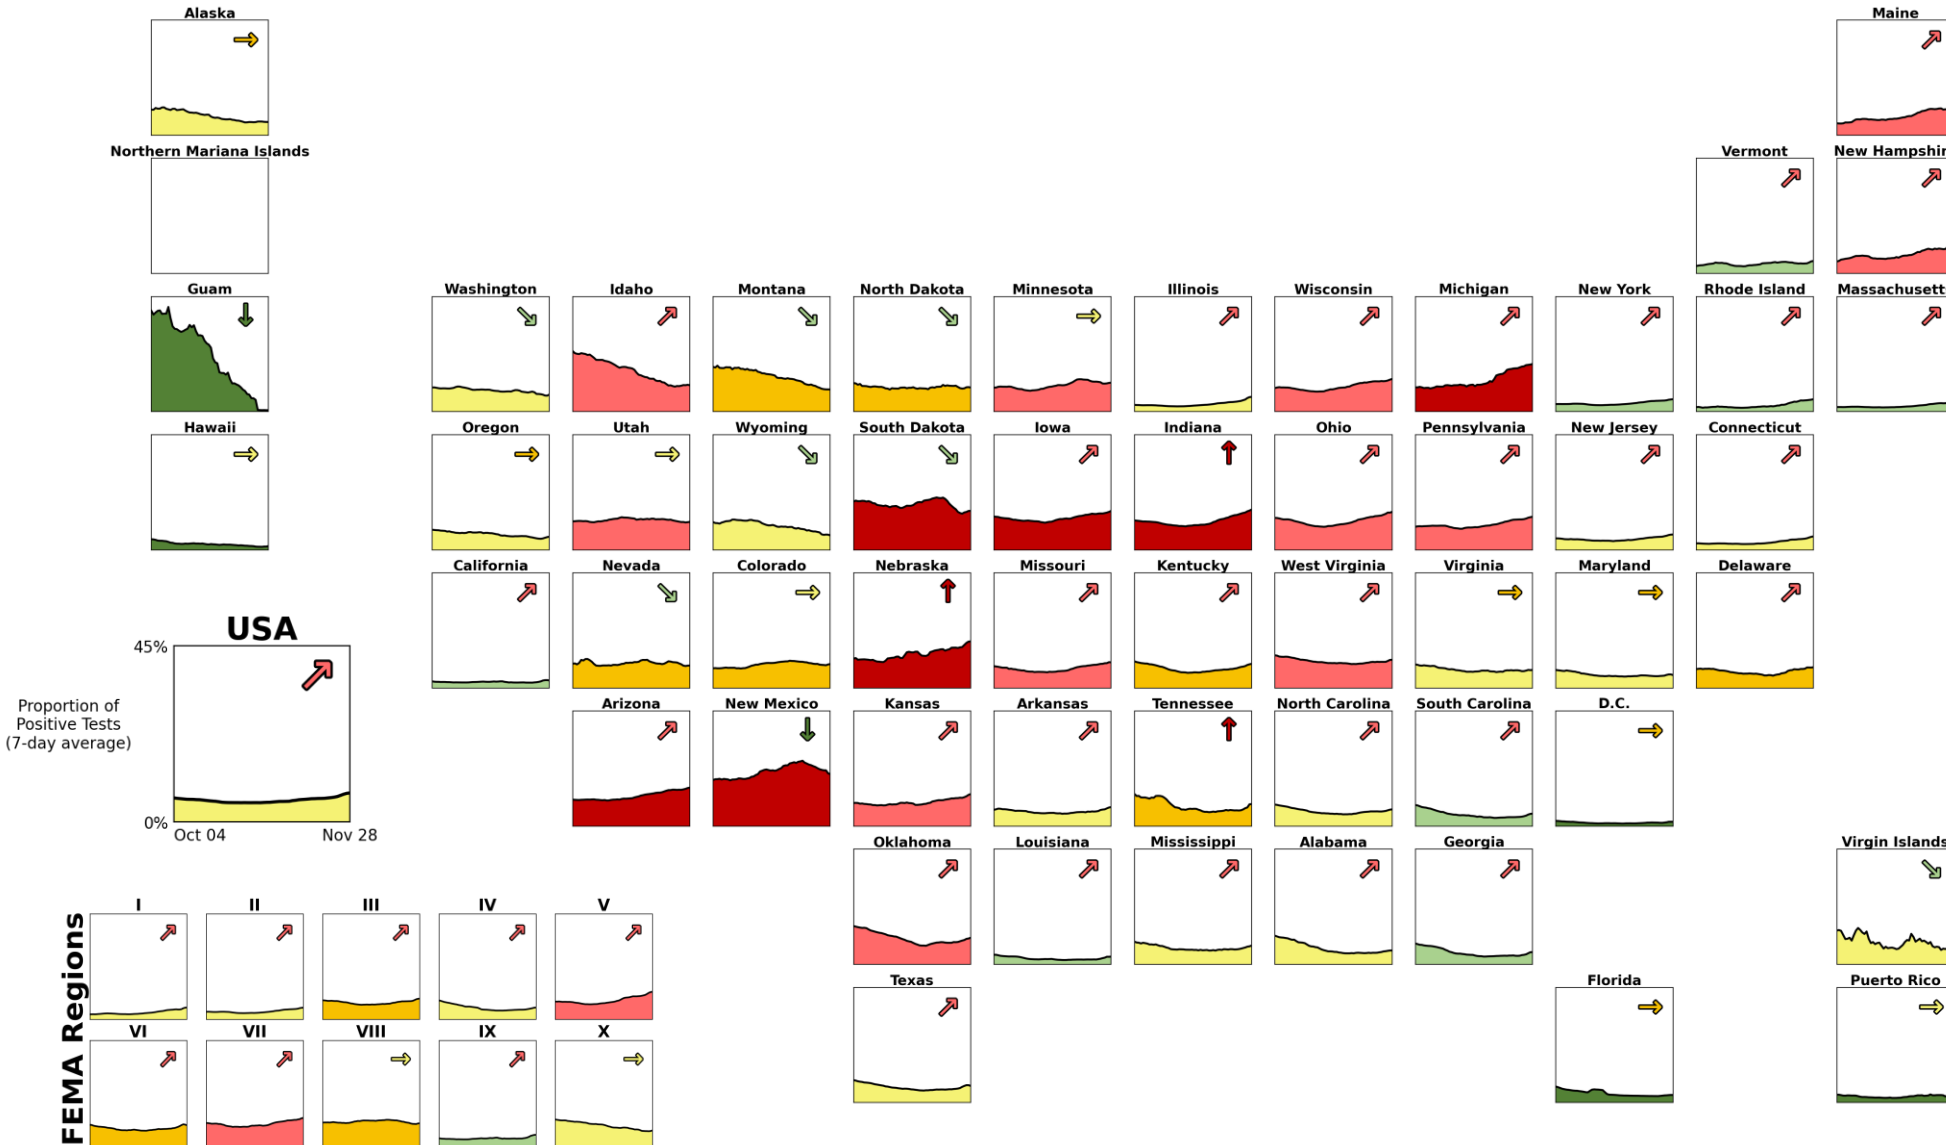 Alaska
Maine
Northern Mariana Islands
Vermont
New Hampshir
Guam
Washington
Idaho
Montana
North Dakota
Minnesota
Illinois
Wisconsin
Michigan
New York
Rhode Island
Massachusett
Hawaii
Oregon
Utah
Wyoming
South Dakota
Iowa
Indiana
Ohio
Pennsylvania
New Jersey
Connecticut
California
Nevada
Colorado
Nebraska
Missouri
Kentucky
West Virginia
Virginia
Maryland
Delaware
USA
45%
Proportion of
Positive Tests
(7-day average)
0%
Oct 04
Nov 28
Arizona
New Mexico
Kansas
Arkansas
Tennessee
North Carolina
South Carolina
D.C.
Oklahoma
Louisiana
Mississippi
Alabama
Georgia
Virgin Islands
Texas
Florida
Puerto Rico
FEMA Regions
I
II
III
IV
V
VI
VII
VIII
IX
X